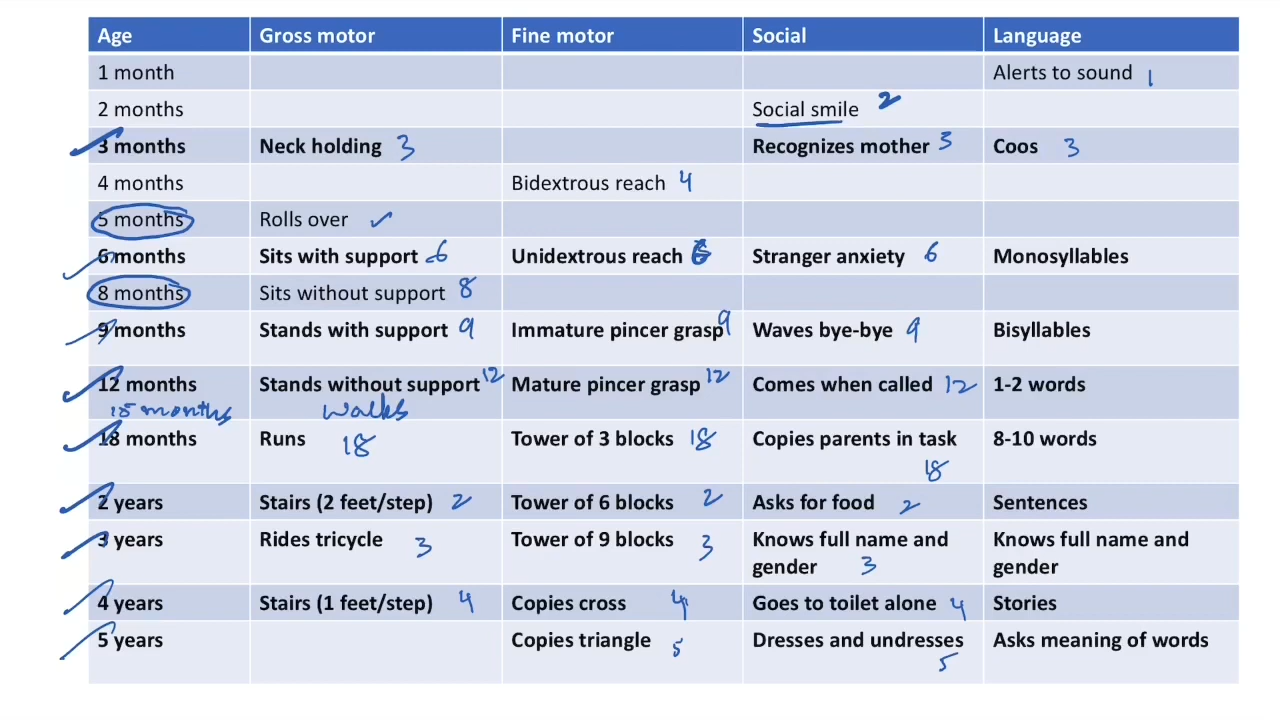 Age Gross motor Fine motor Social Language
1 month Alerts to sound 1
2 months Social smile 2
3 months Neck holding 3 Recognizes mother 3 Coos 3
4 months Bidextrous reach 4
5 months Rolls over
6 months Sits with support 6 Unidextrous reach 6 Stranger anxiety 6 Monosyllables
8 months Sits without support 8
9 months Stands with support 9 Immature pincer grasp 9 Waves bye-bye 9 Bisyllables
12 months Stands without support 12 Mature pincer grasp 12 Comes when called 12 1-2 words
15 months Walks
18 months Runs 18 Tower of 3 blocks 18 Copies parents in task 8-10 words
18
2 years Stairs (2 feet/step) 2 Tower of 6 blocks 2 Asks for food 2 Sentences
3 years Rides tricycle 3 Tower of 9 blocks 3 Knows full name and Knows full name and
gender 3 gender
4 years Stairs (1 feet/step) 4 Copies cross 4 Goes to toilet alone 4 Stories
5 years Copies triangle 5 Dresses and undresses Asks meaning of words
5